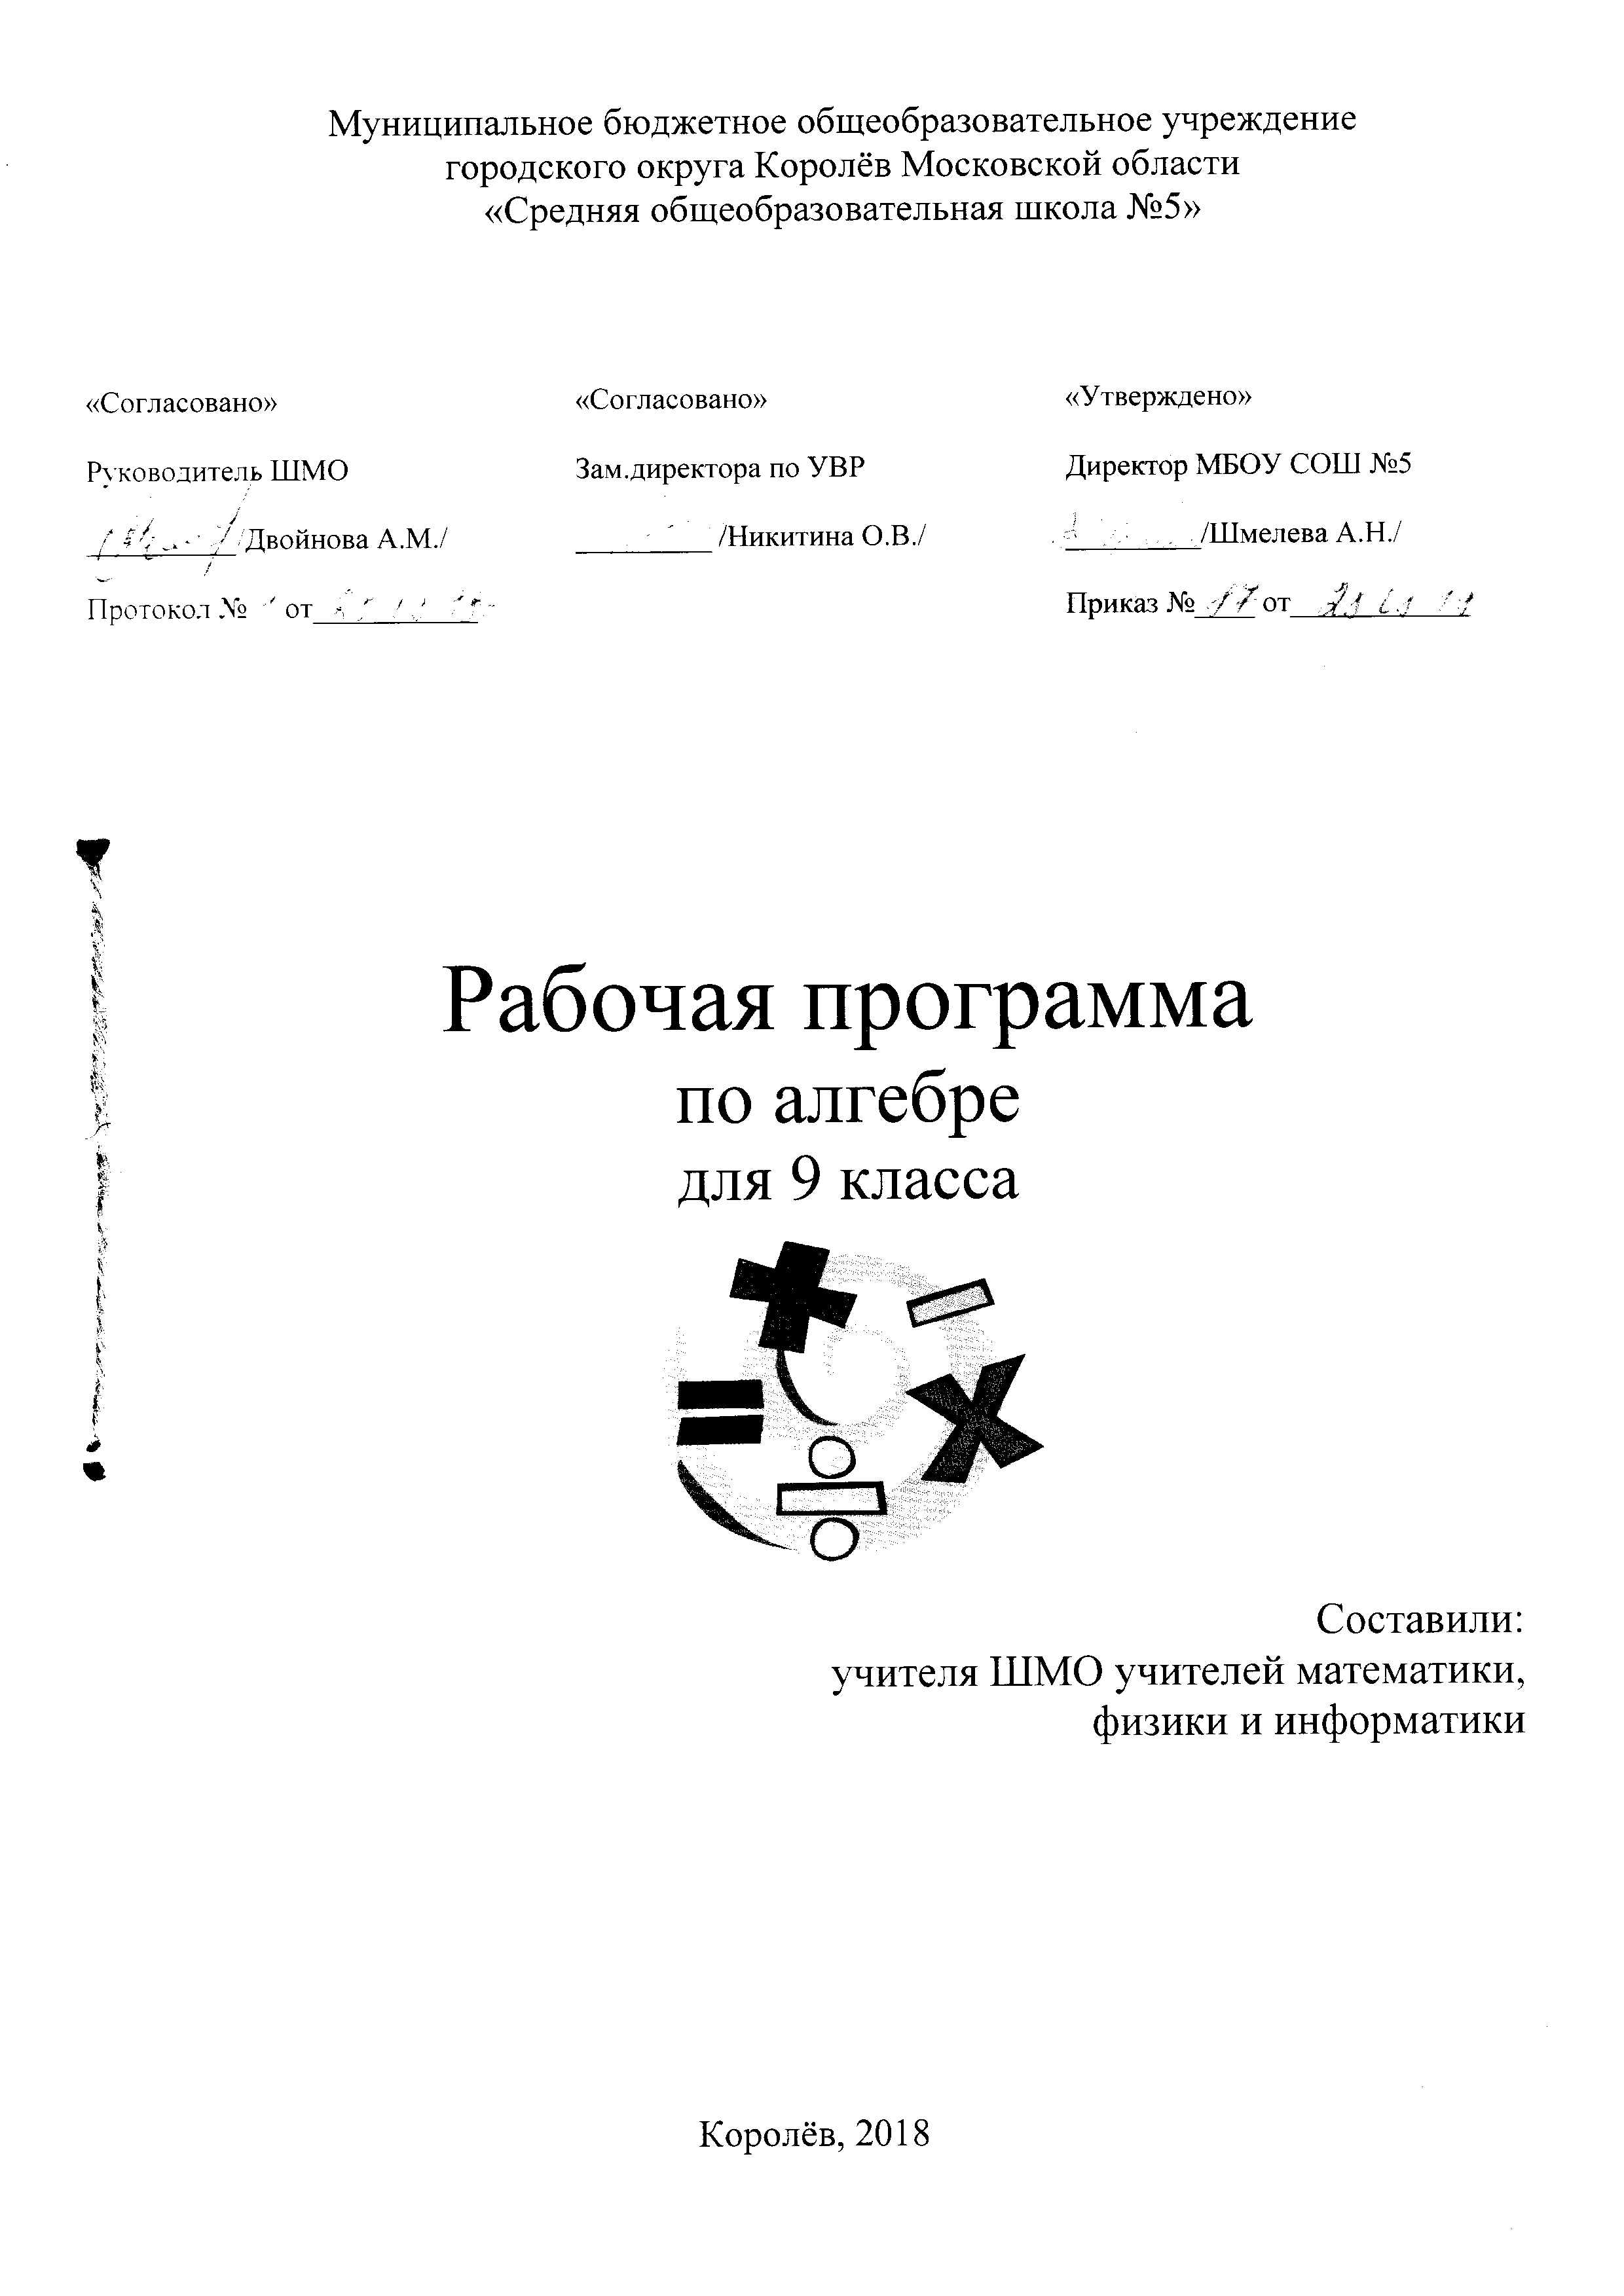 Муниципальное бюджетное общеобразовательное учреждение
городского округа Королёв Московской области
«Средняя общеобразовательная школа №5»
«Согласовано»
Руководитель ШМО
/Двойнова А.М./
Протокол № от
«Согласовано»
Зам.директора по УВР
/Никитина О.В./
«Утверждено»
Директор МБОУ СОШ №5
/Шмелева А.Н./
Приказ № от
Рабочая программа
по алгебре
для 9 класса
Составили:
учителя ШМО учителей математики,
физики и информатики
Королёв, 2018